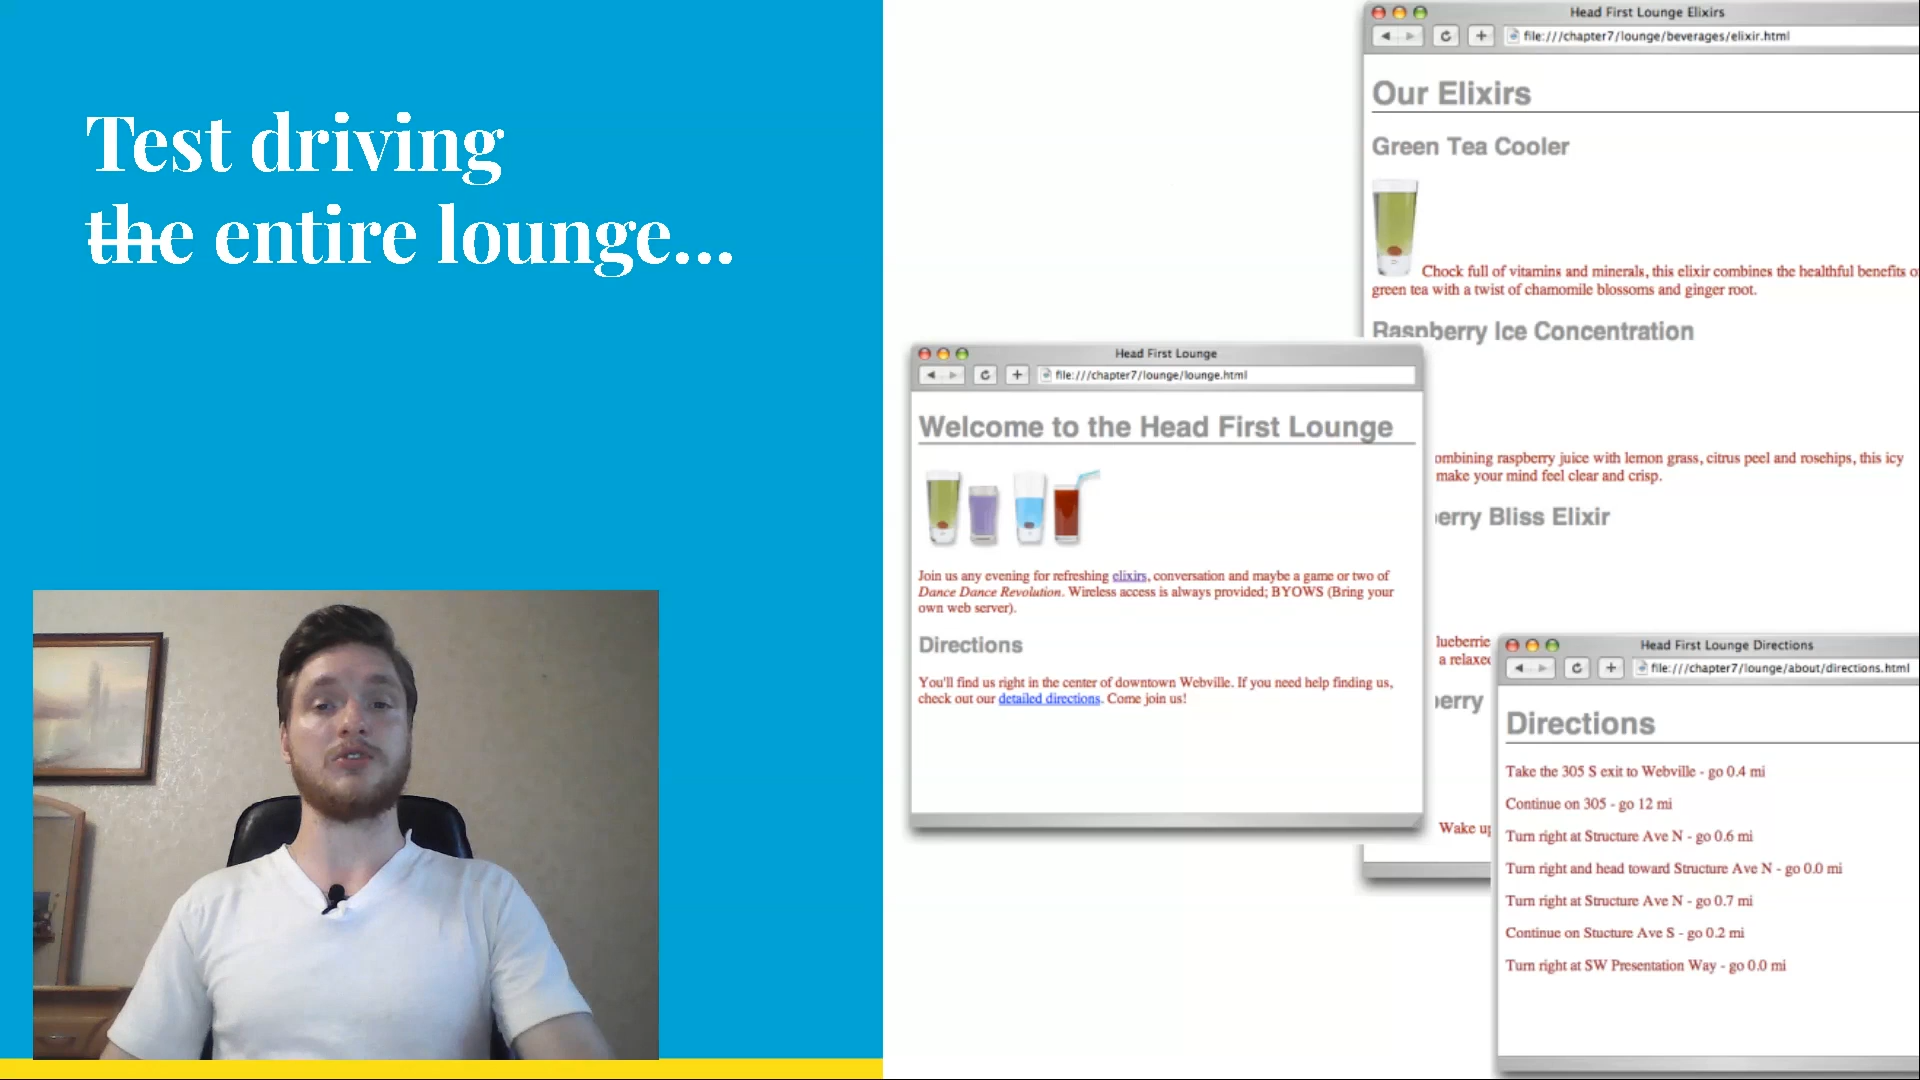 Test driving
the entire lounge...
Head First Lounge Elixirs
file:///chapter7/lounge/beverages/elixir.html
Our Elixirs
Green Tea Cooler
Chock full of vitamins and minerals, this elixir combines the healthful benefits
green tea with a twist of chamomile blossoms and ginger root.
Raspberry Ice Concentration
ombining raspberry juice with lemon grass, citrus peel and rosehips, this icy
make your mind feel clear and crisp.
erry Bliss Elixir
lueberrie
a relaxed
erry
Wake up
Head First Lounge
file:///chapter7/lounge/lounge.html
Welcome to the Head First Lounge
Join us any evening for refreshing elixirs, conversation and maybe a game or two of
Dance Dance Revolution. Wireless access is always provided; BYOWS (Bring your
own web server).
Directions
You'll find us right in the center of downtown Webville. If you need help finding us,
check out our detailed directions. Come join us!
Head First Lounge Directions
file:///chapter7/lounge/about/directions.html
Directions
Take the 305 S exit to Webville - go 0.4 mi
Continue on 305 - go 12 mi
Turn right at Structure Ave N - go 0.6 mi
Turn right and head toward Structure Ave N - go 0.0 mi
Turn right at Structure Ave N - go 0.7 mi
Continue on Stucture Ave S - go 0.2 mi
Turn right at SW Presentation Way - go 0.0 mi